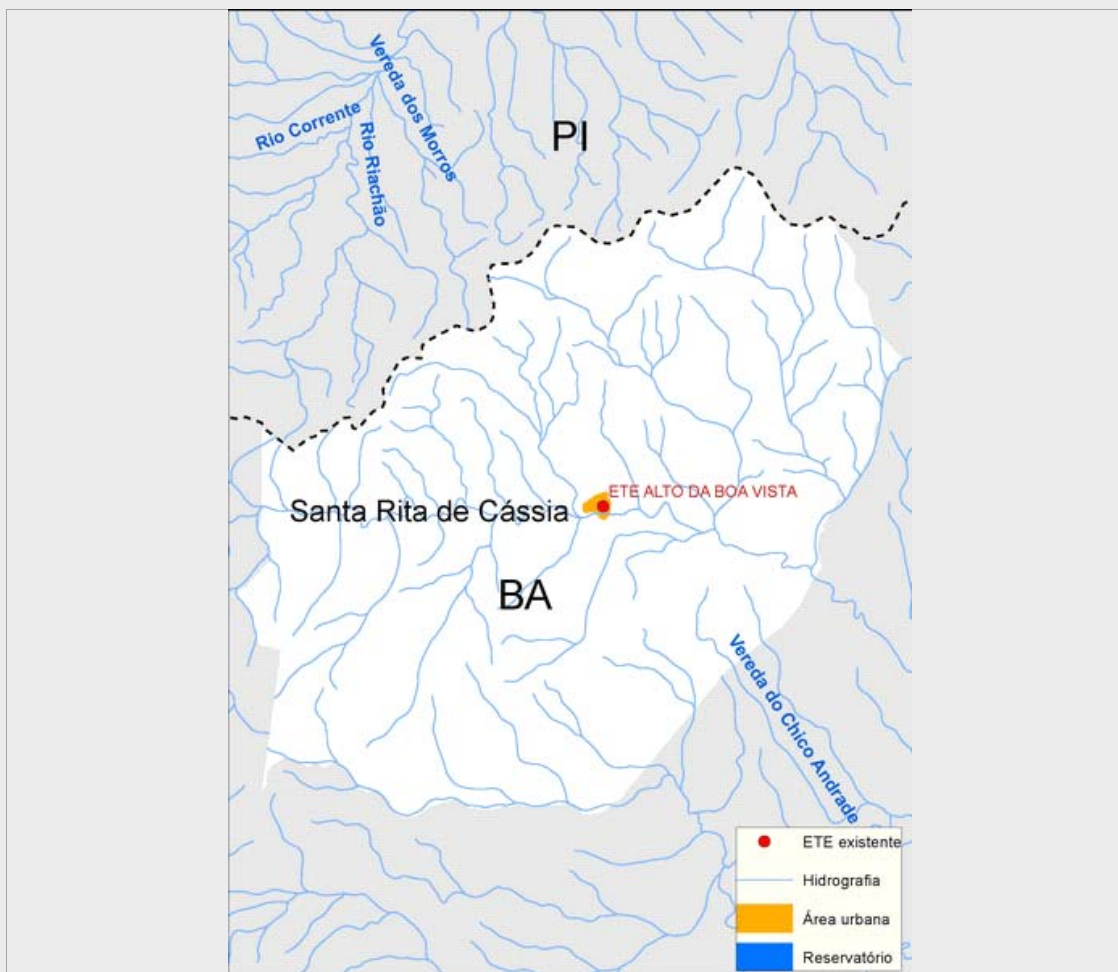 Vereda dos Morros
Rio Corrente
Rio Riachão
PI
ETE ALTO DA BOA VISTA
Santa Rita de Cássia
BA
Vereda do Chico Andrade
ETE existente
Hidrografia
Área urbana
Reservatório